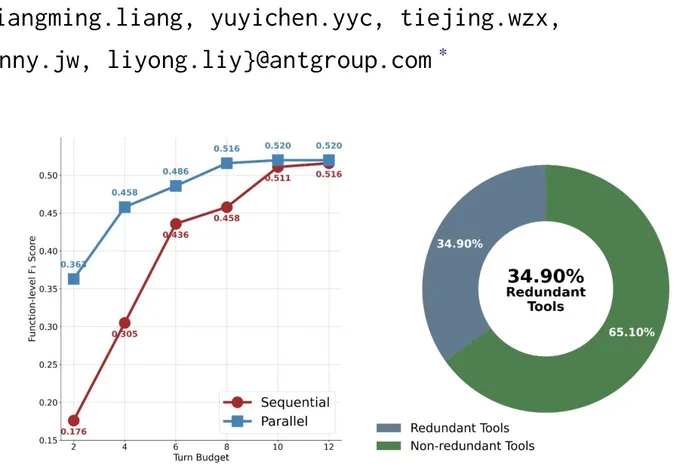 iangming.liang, yuyichen.yyc, tiejing.wzx,
nny.jw, liyong.liy}@antgroup.com*
Function-level F₁ Score
0.50
0.45
0.40
0.35
0.30
0.25
0.20
0.15
0.363
0.458
0.486
0.516
0.520
0.520
0.176
0.305
0.436
0.458
0.511
0.516
Sequential
Parallel
2 4 6 8 10 12
Turn Budget
34.90%
34.90%
Redundant
Tools
65.10%
Redundant Tools
Non-redundant Tools